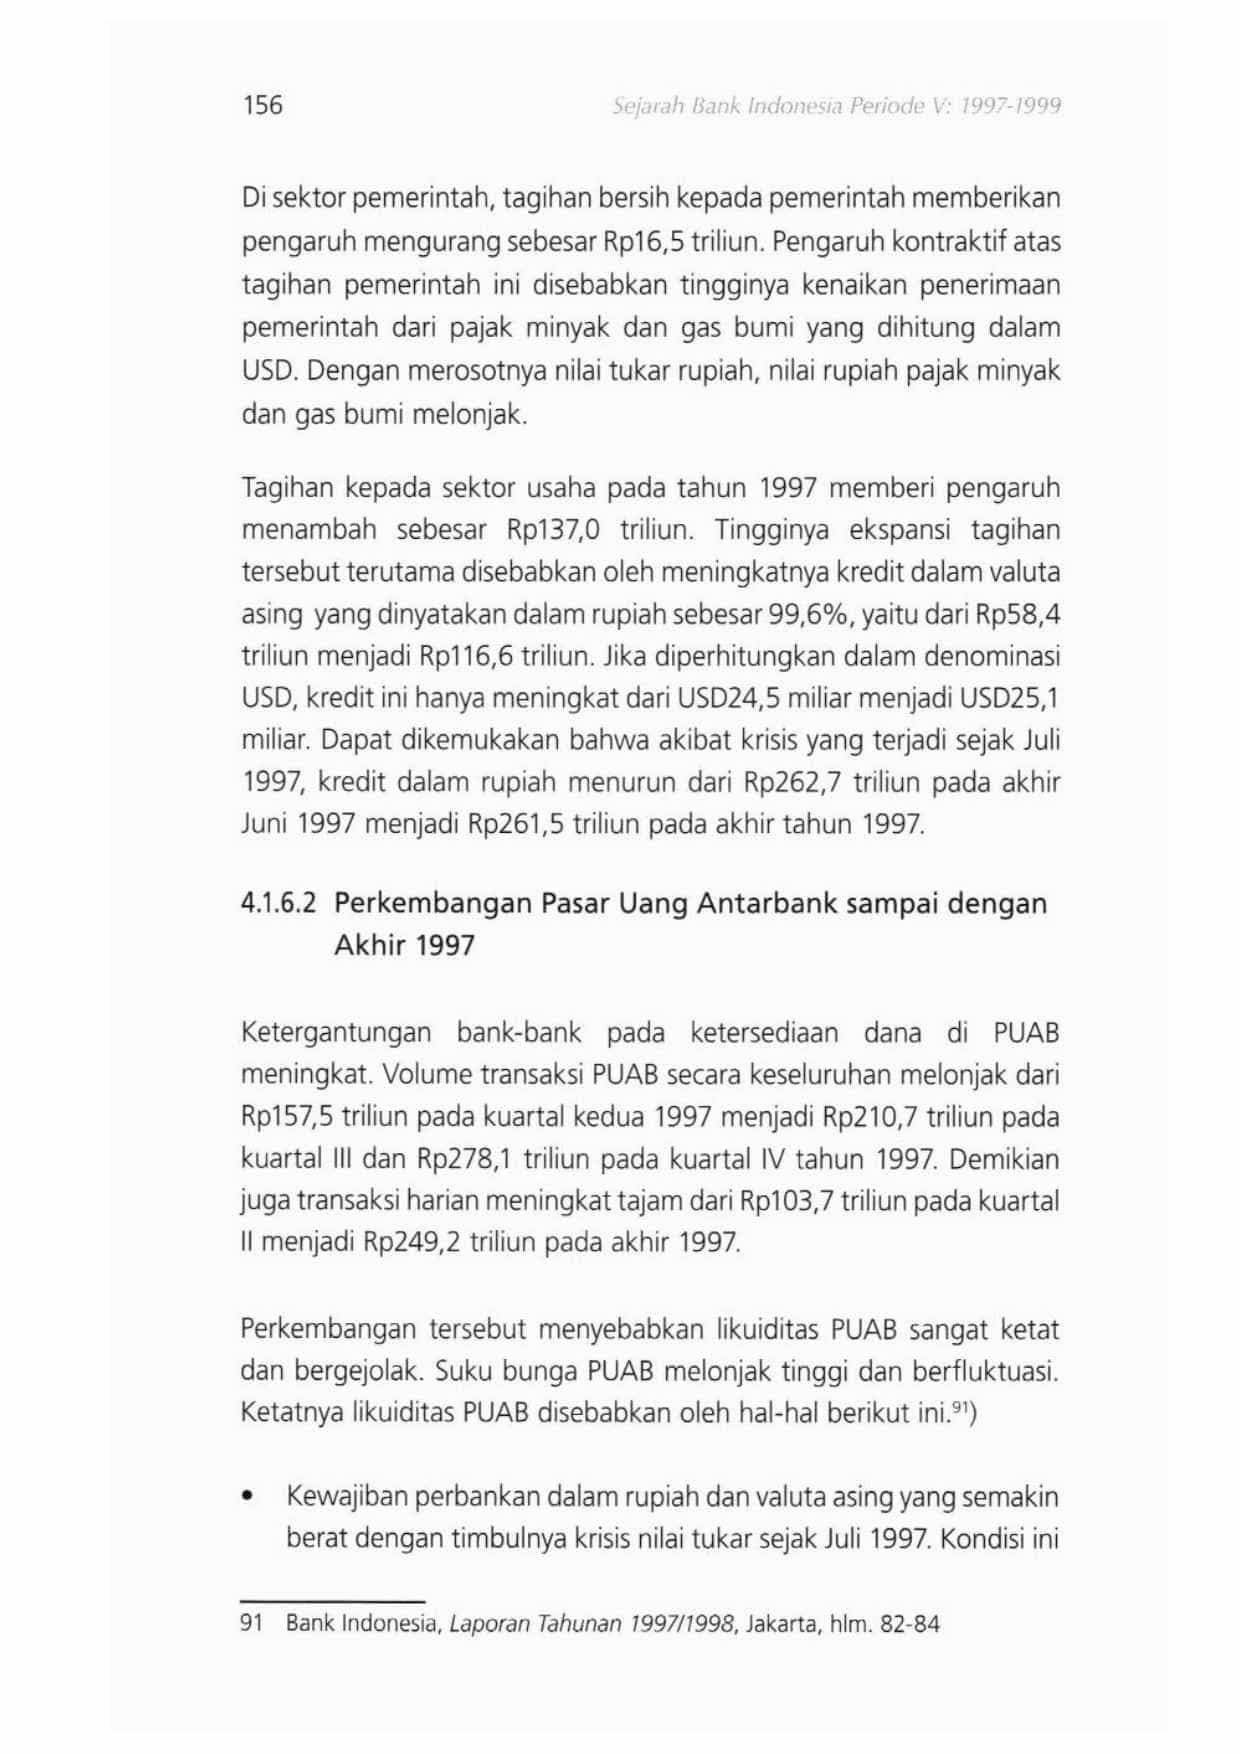 156
Sejarah Bank Indonesia Periode V: 1997-1999
Di sektor pemerintah, tagihan bersih kepada pemerintah memberikan
pengaruh mengurang sebesar Rp16,5 triliun. Pengaruh kontraktif atas
tagihan pemerintah ini disebabkan tingginya kenaikan penerimaan
pemerintah dari pajak minyak dan gas bumi yang dihitung dalam
USD. Dengan merosotnya nilai tukar rupiah, nilai rupiah pajak minyak
dan gas bumi melonjak.
Tagihan kepada sektor usaha pada tahun 1997 memberi pengaruh
menambah sebesar Rp137,0 triliun. Tingginya ekspansi tagihan
tersebut terutama disebabkan oleh meningkatnya kredit dalam valuta
asing yang dinyatakan dalam rupiah sebesar 99,6%, yaitu dari Rp58,4
triliun menjadi Rp116,6 triliun. Jika diperhitungkan dalam denominasi
USD, kredit ini hanya meningkat dari USD24,5 miliar menjadi USD25,1
miliar. Dapat dikemukakan bahwa akibat krisis yang terjadi sejak Juli
1997, kredit dalam rupiah menurun dari Rp262,7 triliun pada akhir
Juni 1997 menjadi Rp261,5 triliun pada akhir tahun 1997.
4.1.6.2 Perkembangan Pasar Uang Antarbank sampai dengan
Akhir 1997
Ketergantungan bank-bank pada ketersediaan dana di PUAB
meningkat. Volume transaksi PUAB secara keseluruhan melonjak dari
Rp157,5 triliun pada kuartal kedua 1997 menjadi Rp210,7 triliun pada
kuartal III dan Rp278,1 triliun pada kuartal IV tahun 1997. Demikian
juga transaksi harian meningkat tajam dari Rp103,7 triliun pada kuartal
II menjadi Rp249,2 triliun pada akhir 1997.
Perkembangan tersebut menyebabkan likuiditas PUAB sangat ketat
dan bergejolak. Suku bunga PUAB melonjak tinggi dan berfluktuasi.
Ketatnya likuiditas PUAB disebabkan oleh hal-hal berikut ini.⁹¹)
• Kewajiban perbankan dalam rupiah dan valuta asing yang semakin
berat dengan timbulnya krisis nilai tukar sejak Juli 1997. Kondisi ini
91 Bank Indonesia, Laporan Tahunan 1997/1998, Jakarta, hlm. 82-84